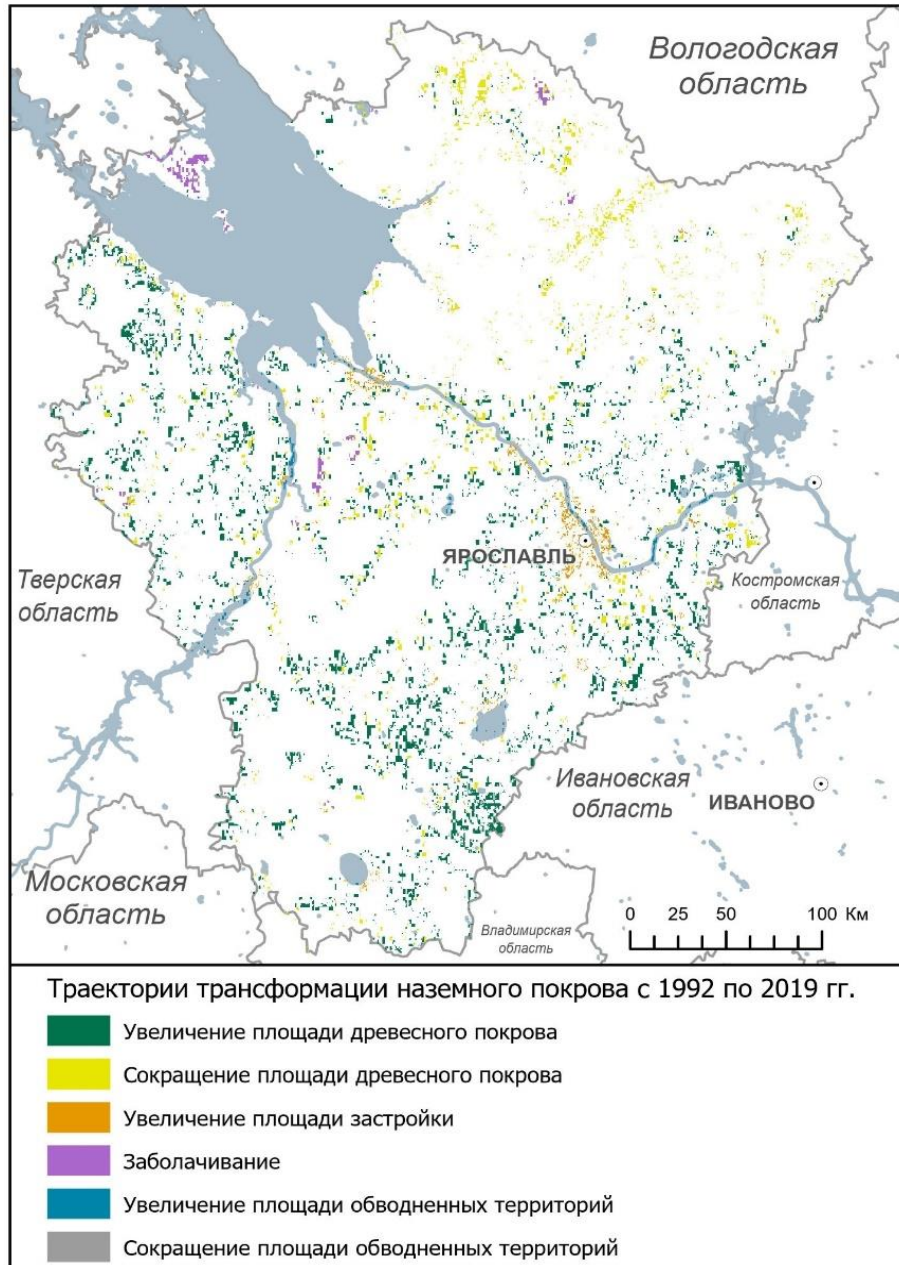 Вологодская
область
ЯРОСЛАВЛЬ
Тверская
область
Костромская
область
Ивановская
область
ИВАНОВО
Московская
область
Владимирская
область
0 25 50 100 Км
Траектории трансформации наземного покрова с 1992 по 2019 гг.
Увеличение площади древесного покрова
Сокращение площади древесного покрова
Увеличение площади застройки
Заболачивание
Увеличение площади обводненных территорий
Сокращение площади обводненных территорий